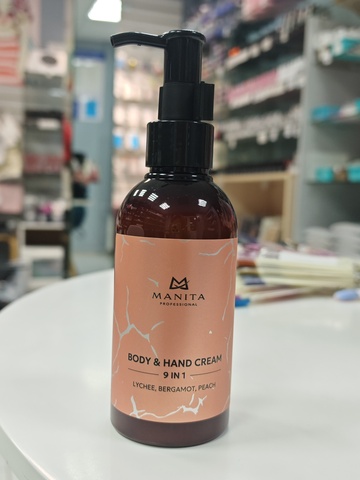 MANITA
PROFESSIONAL
BODY & HAND CREAM
9 IN 1
LYCHEE, BERGAMOT, PEACH